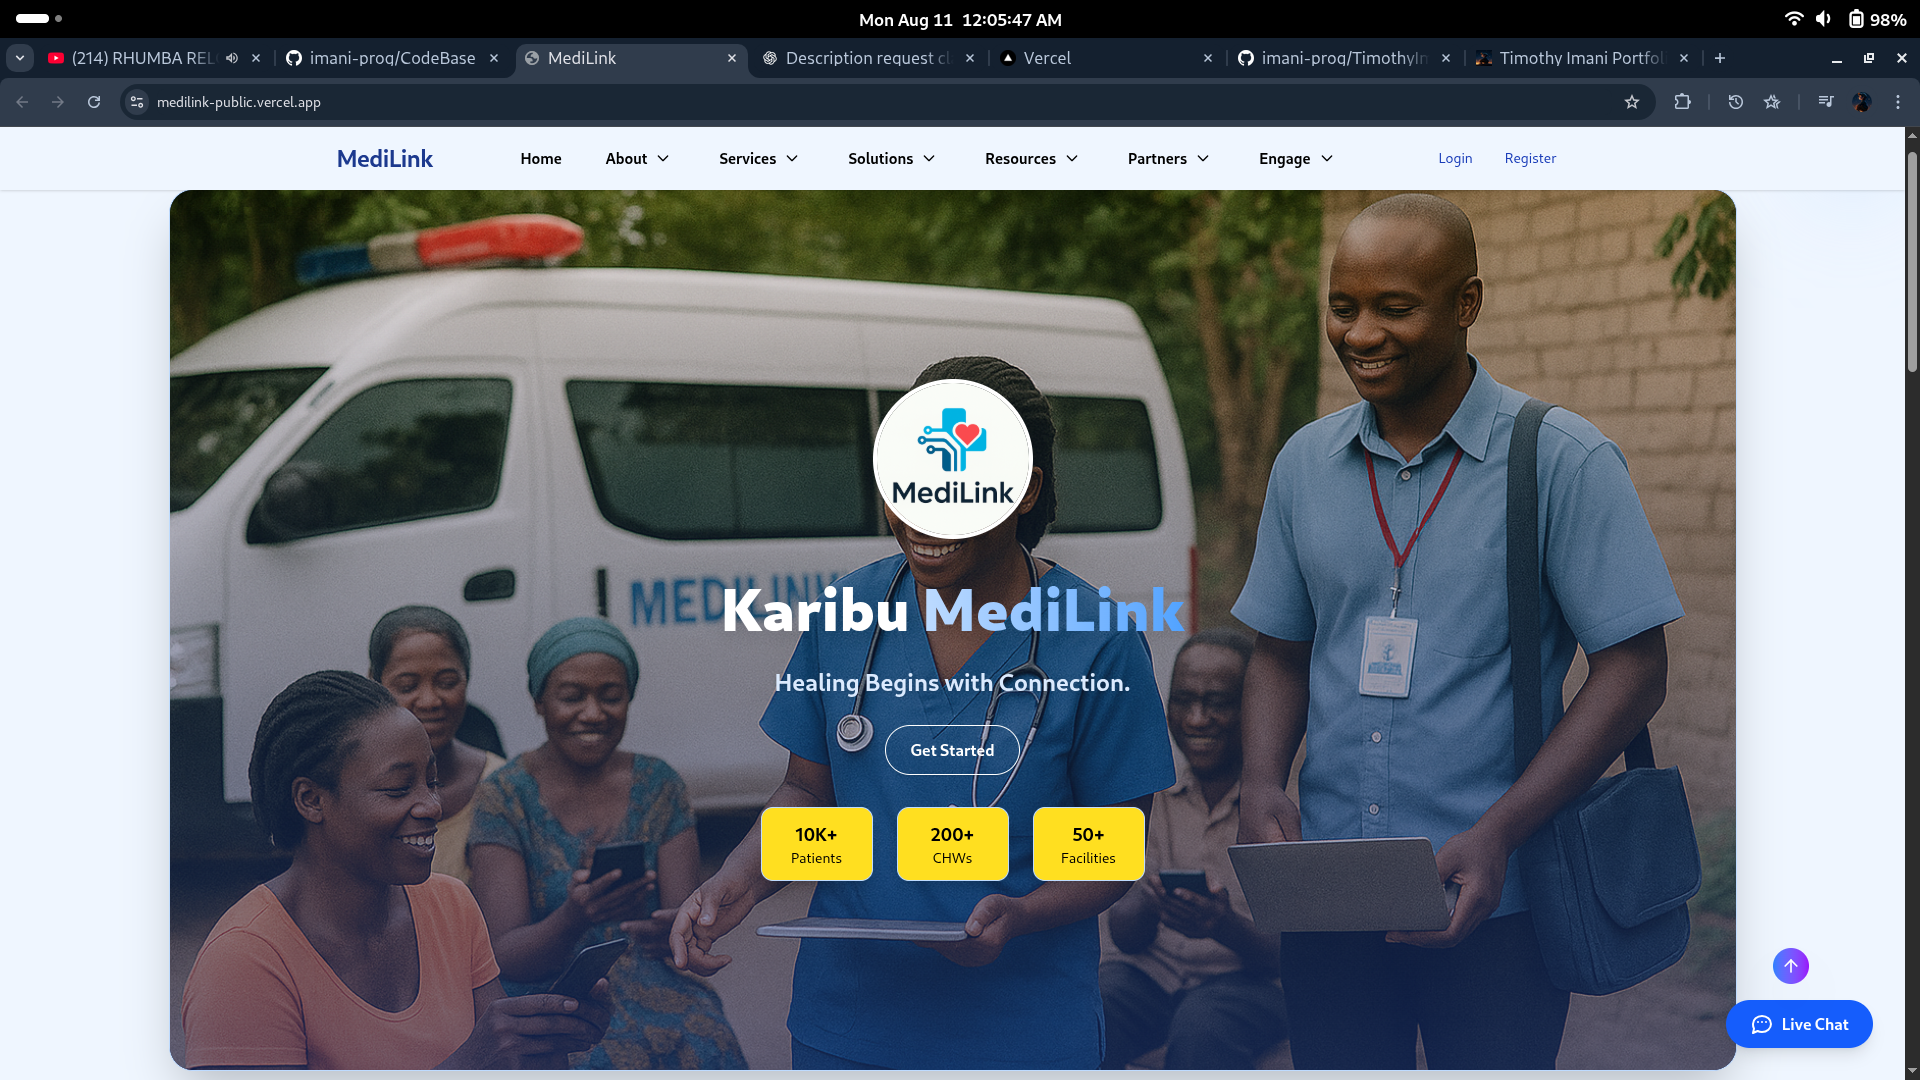 Mon Aug 11 12:05:47 AM
98%
(214) RHUMBA REL
imani-prog/CodeBase
MediLink
Description request cl
Vercel
imani-prog/TimothyIm
Timothy Imani Portfol
medilink-public.vercel.app
MediLink
Home
About
Services
Solutions
Resources
Partners
Engage
Login
Register
MediLink
MEDILINK
Karibu MediLink
Healing Begins with Connection.
Get Started
10K+
Patients
200+
CHWs
50+
Facilities
Live Chat